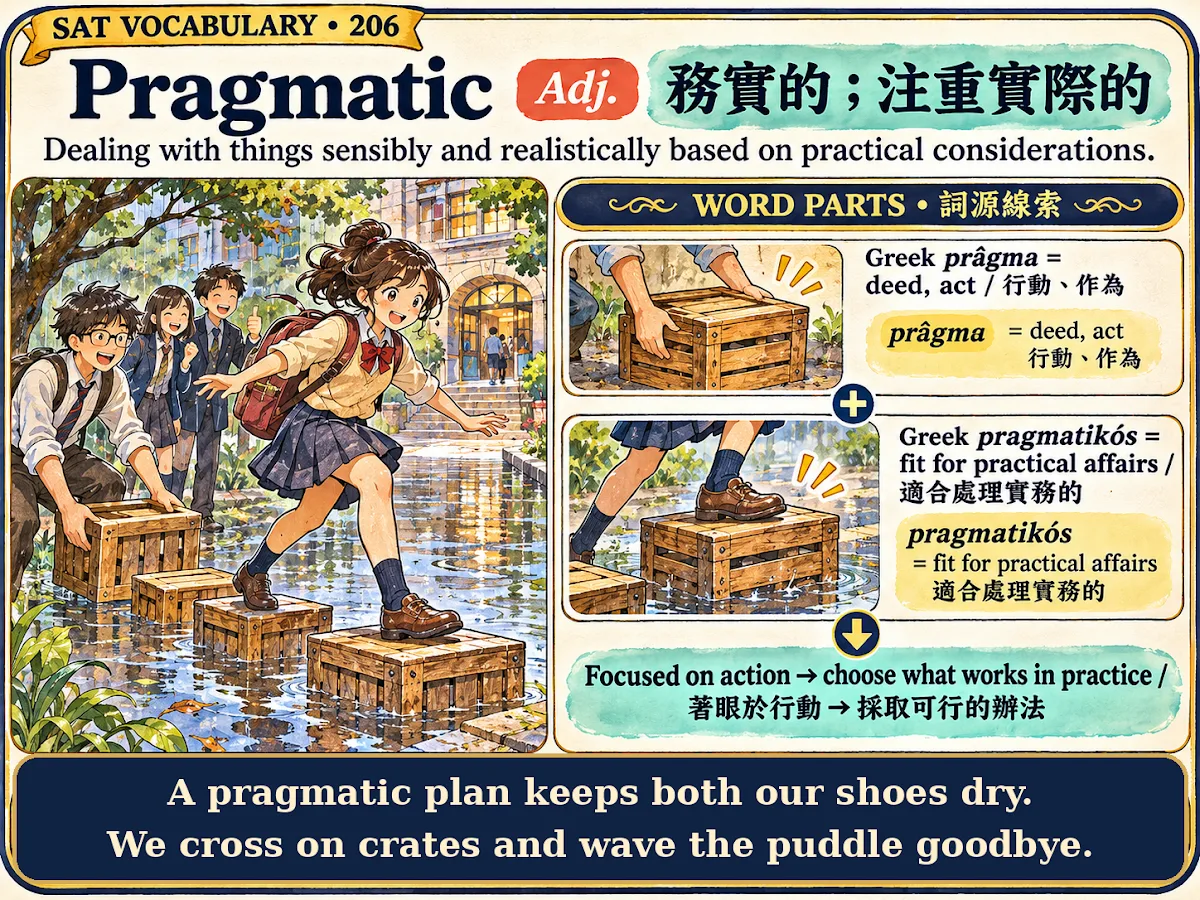 SAT VOCABULARY • 206
Pragmatic
Adj.
務實的；注重實際的
Dealing with things sensibly and realistically based on practical considerations.
WORD PARTS • 詞源線索
Greek prâgma =
deed, act / 行動、作為
prâgma = deed, act
行動、作為
+
Greek pragmatikós =
fit for practical affairs /
適合處理實務的
pragmatikós
= fit for practical affairs
適合處理實務的
Focused on action → choose what works in practice /
著眼於行動 → 採取可行的辦法
A pragmatic plan keeps both our shoes dry.
We cross on crates and wave the puddle goodbye.